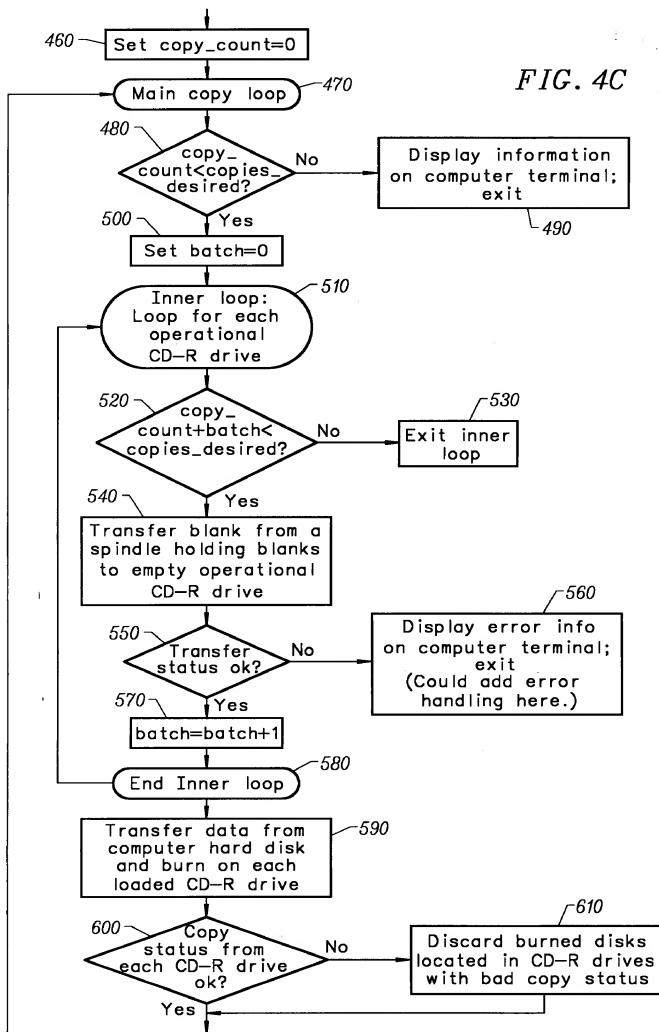 460
Set copy_count=0
FIG. 4C
Main copy loop
470
480
copy_
count<copies_
desired?
No
Display information
on computer terminal;
exit
490
Yes
500
Set batch=0
510
Inner loop:
Loop for each
operational
CD-R drive
520
copy_
count+batch<
copies_desired?
No
530
Exit inner
loop
Yes
540
Transfer blank from a
spindle holding blanks
to empty operational
CD-R drive
550
Transfer
status ok?
No
560
Display error info
on computer terminal;
exit
(Could add error
handling here.)
Yes
570
batch=batch+1
580
End Inner loop
590
Transfer data from
computer hard disk
and burn on each
loaded CD-R drive
600
Copy
status from
each CD-R drive
ok?
No
610
Discard burned disks
located in CD-R drives
with bad copy status
Yes